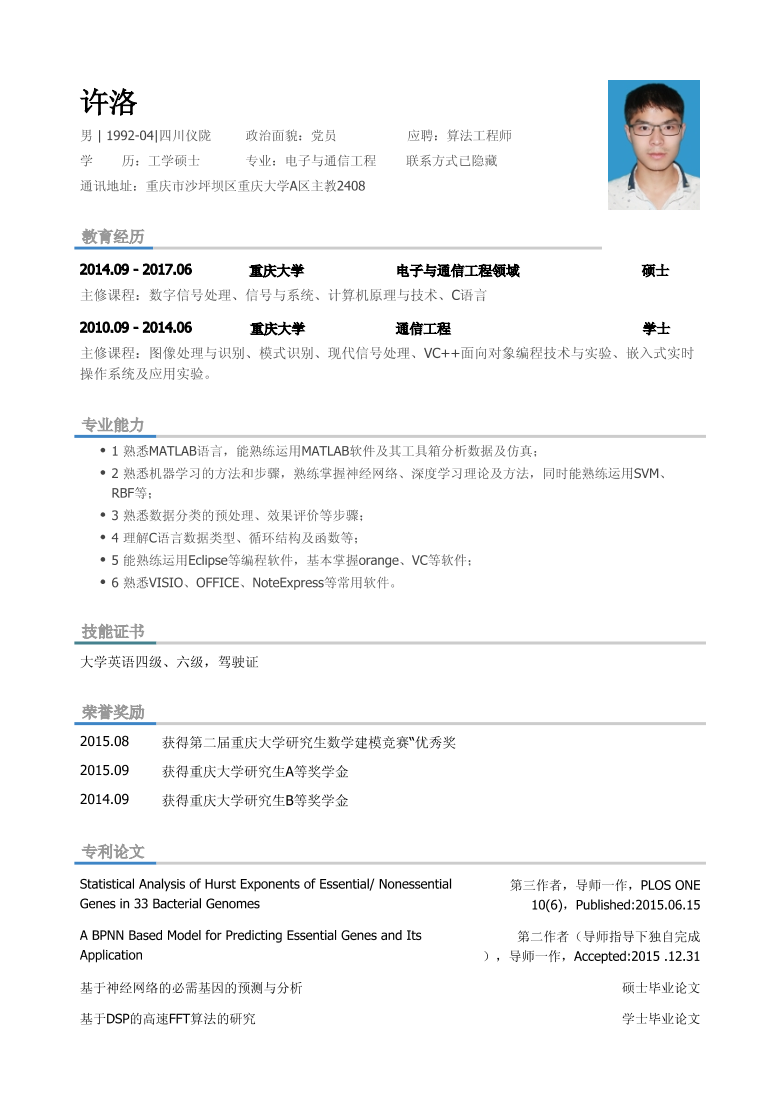 许洛
男 | 1992-04|四川仪陇 政治面貌：党员 应聘：算法工程师
学 历：工学硕士 专业：电子与通信工程 联系方式已隐藏
通讯地址：重庆市沙坪坝区重庆大学A区主教2408
教育经历
2014.09 - 2017.06 重庆大学 电子与通信工程领域 硕士
主修课程：数字信号处理、信号与系统、计算机原理与技术、C语言
2010.09 - 2014.06 重庆大学 通信工程 学士
主修课程：图像处理与识别、模式识别、现代信号处理、VC++面向对象编程技术与实验、嵌入式实时
操作系统及应用实验。
专业能力
• 1 熟悉MATLAB语言，能熟练运用MATLAB软件及其工具箱分析数据及仿真；
• 2 熟悉机器学习的方法和步骤，熟练掌握神经网络、深度学习理论及方法，同时能熟练运用SVM、
RBF等；
• 3 熟悉数据分类的预处理、效果评价等步骤；
• 4 理解C语言数据类型、循环结构及函数等；
• 5 能熟练运用Eclipse等编程软件，基本掌握orange、VC等软件；
• 6 熟悉VISIO、OFFICE、NoteExpress等常用软件。
技能证书
大学英语四级、六级，驾驶证
荣誉奖励
2015.08 获得第二届重庆大学研究生数学建模竞赛“优秀奖
2015.09 获得重庆大学研究生A等奖学金
2014.09 获得重庆大学研究生B等奖学金
专利论文
Statistical Analysis of Hurst Exponents of Essential/ Nonessential 第三作者，导师一作，PLOS ONE
Genes in 33 Bacterial Genomes 10(6)，Published:2015.06.15
A BPNN Based Model for Predicting Essential Genes and Its 第二作者（导师指导下独自完成
Application ），导师一作，Accepted:2015 .12.31
基于神经网络的必需基因的预测与分析 硕士毕业论文
基于DSP的高速FFT算法的研究 学士毕业论文